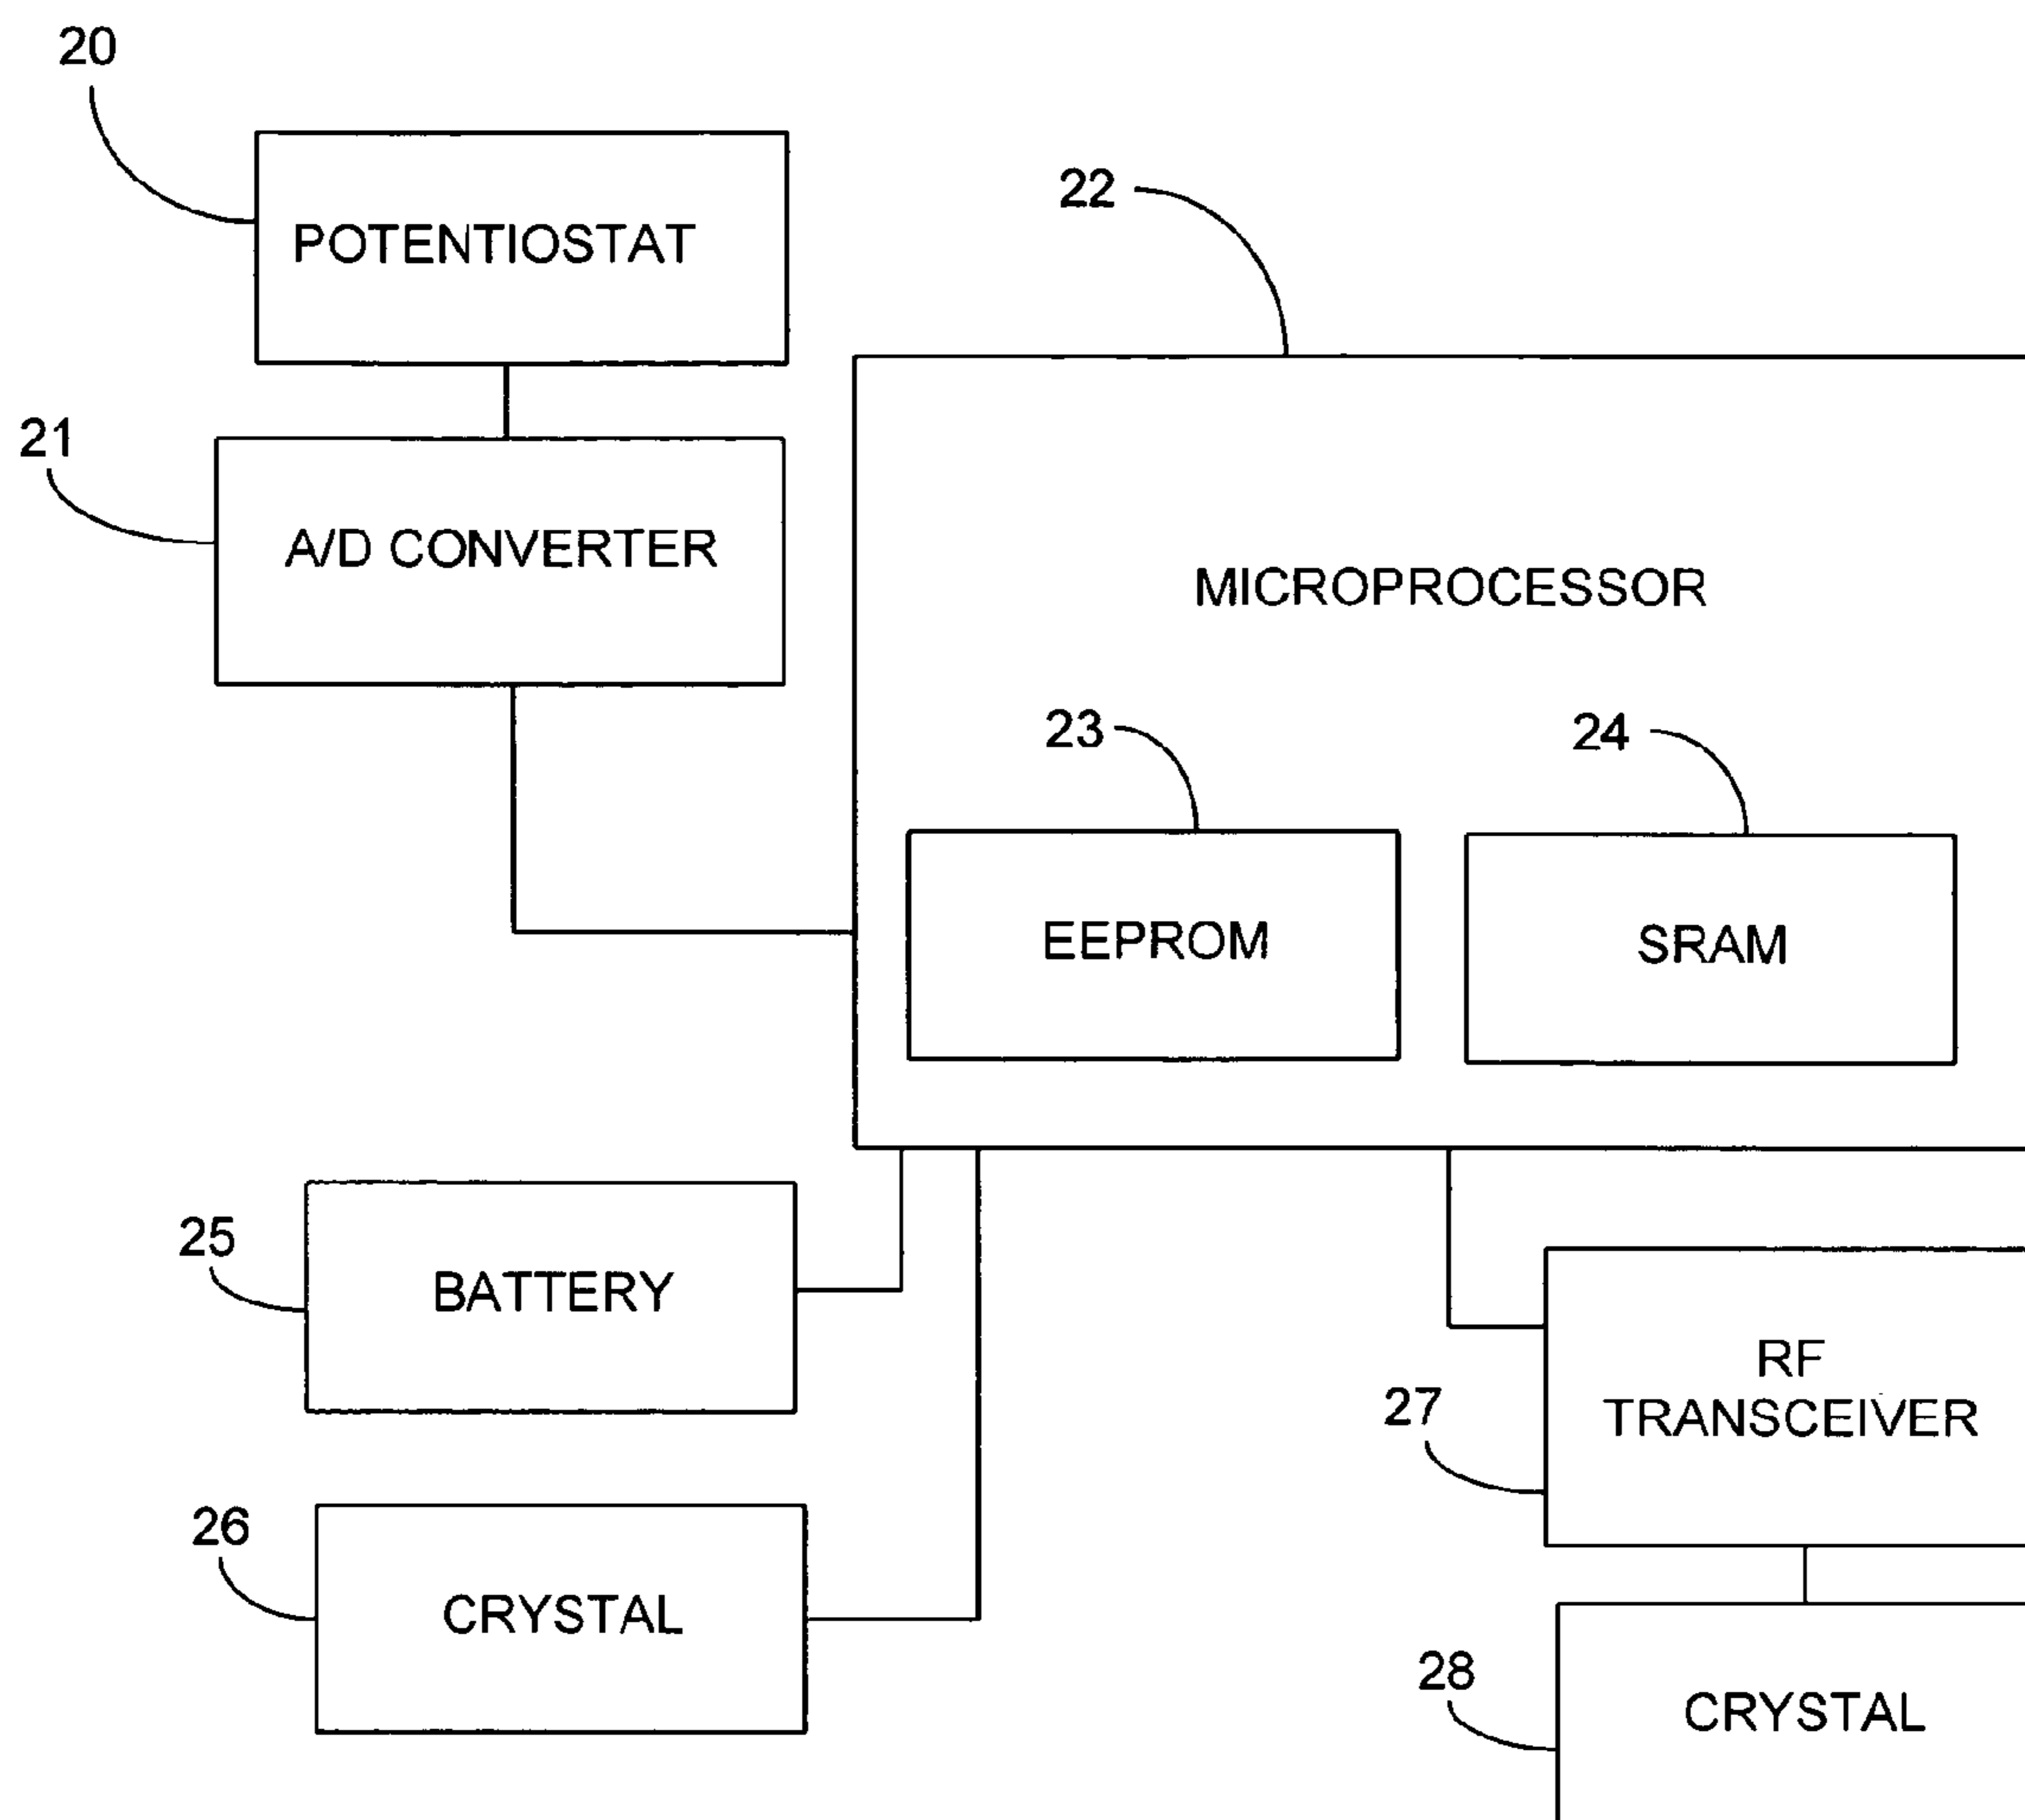 20
POTENTIOSTAT
22
21
A/D CONVERTER
MICROPROCESSOR
23
24
EEPROM
SRAM
25
BATTERY
RF
TRANSCEIVER
27
26
CRYSTAL
28
CRYSTAL